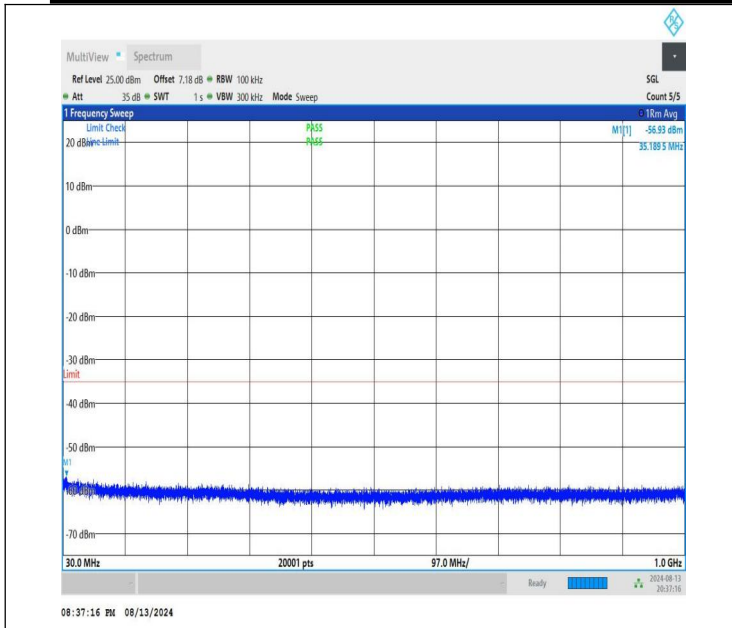 R&S
MultiView Spectrum
Ref Level 25.00 dBm Offset 7.18 dB RBW 100 kHz SGL
Att 35 dB SWT 1 s VBW 300 kHz Mode Sweep Count 5/5
1 Frequency Sweep 1Rm Avg
Limit Check PASS M1[1] -56.93 dBm
20 dBm Line Limit PASS 35.189 5 MHz
10 dBm
0 dBm
-10 dBm
-20 dBm
-30 dBm
Limit
-40 dBm
-50 dBm
M1
-60 dBm
-70 dBm
30.0 MHz 20001 pts 97.0 MHz/ 1.0 GHz
Ready 2024-08-13
20:37:16
08:37:16 PM 08/13/2024